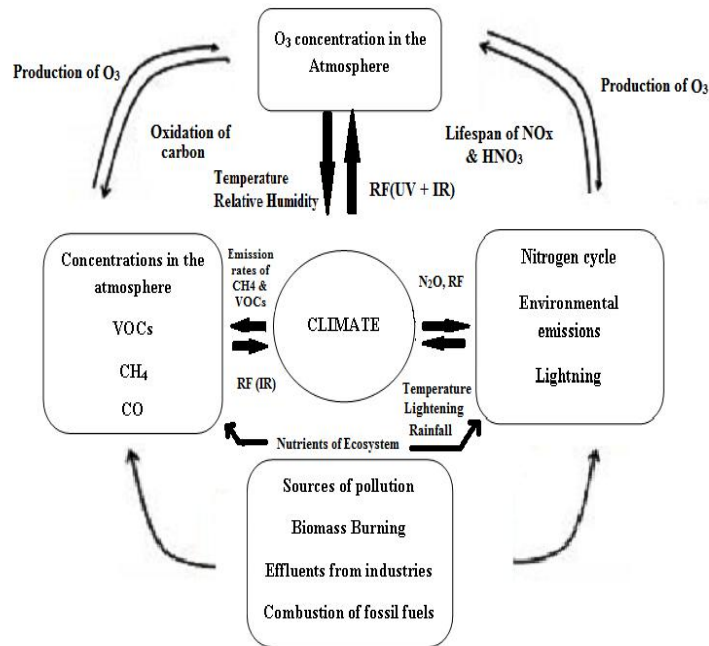 O₃ concentration in the
Atmosphere
Production of O₃
Production of O₃
Oxidation of
carbon
Lifespan of NOx
& HNO₃
Temperature
Relative Humidity
RF(UV + IR)
Concentrations in the
atmosphere
VOCs
CH₄
CO
Emission
rates of
CH4 &
VOCs
RF (IR)
CLIMATE
N₂O, RF
Nitrogen cycle
Environmental
emissions
Lightning
Temperature
Lightening
Rainfall
Nutrients of Ecosystem
Sources of pollution
Biomass Burning
Effluents from industries
Combustion of fossil fuels